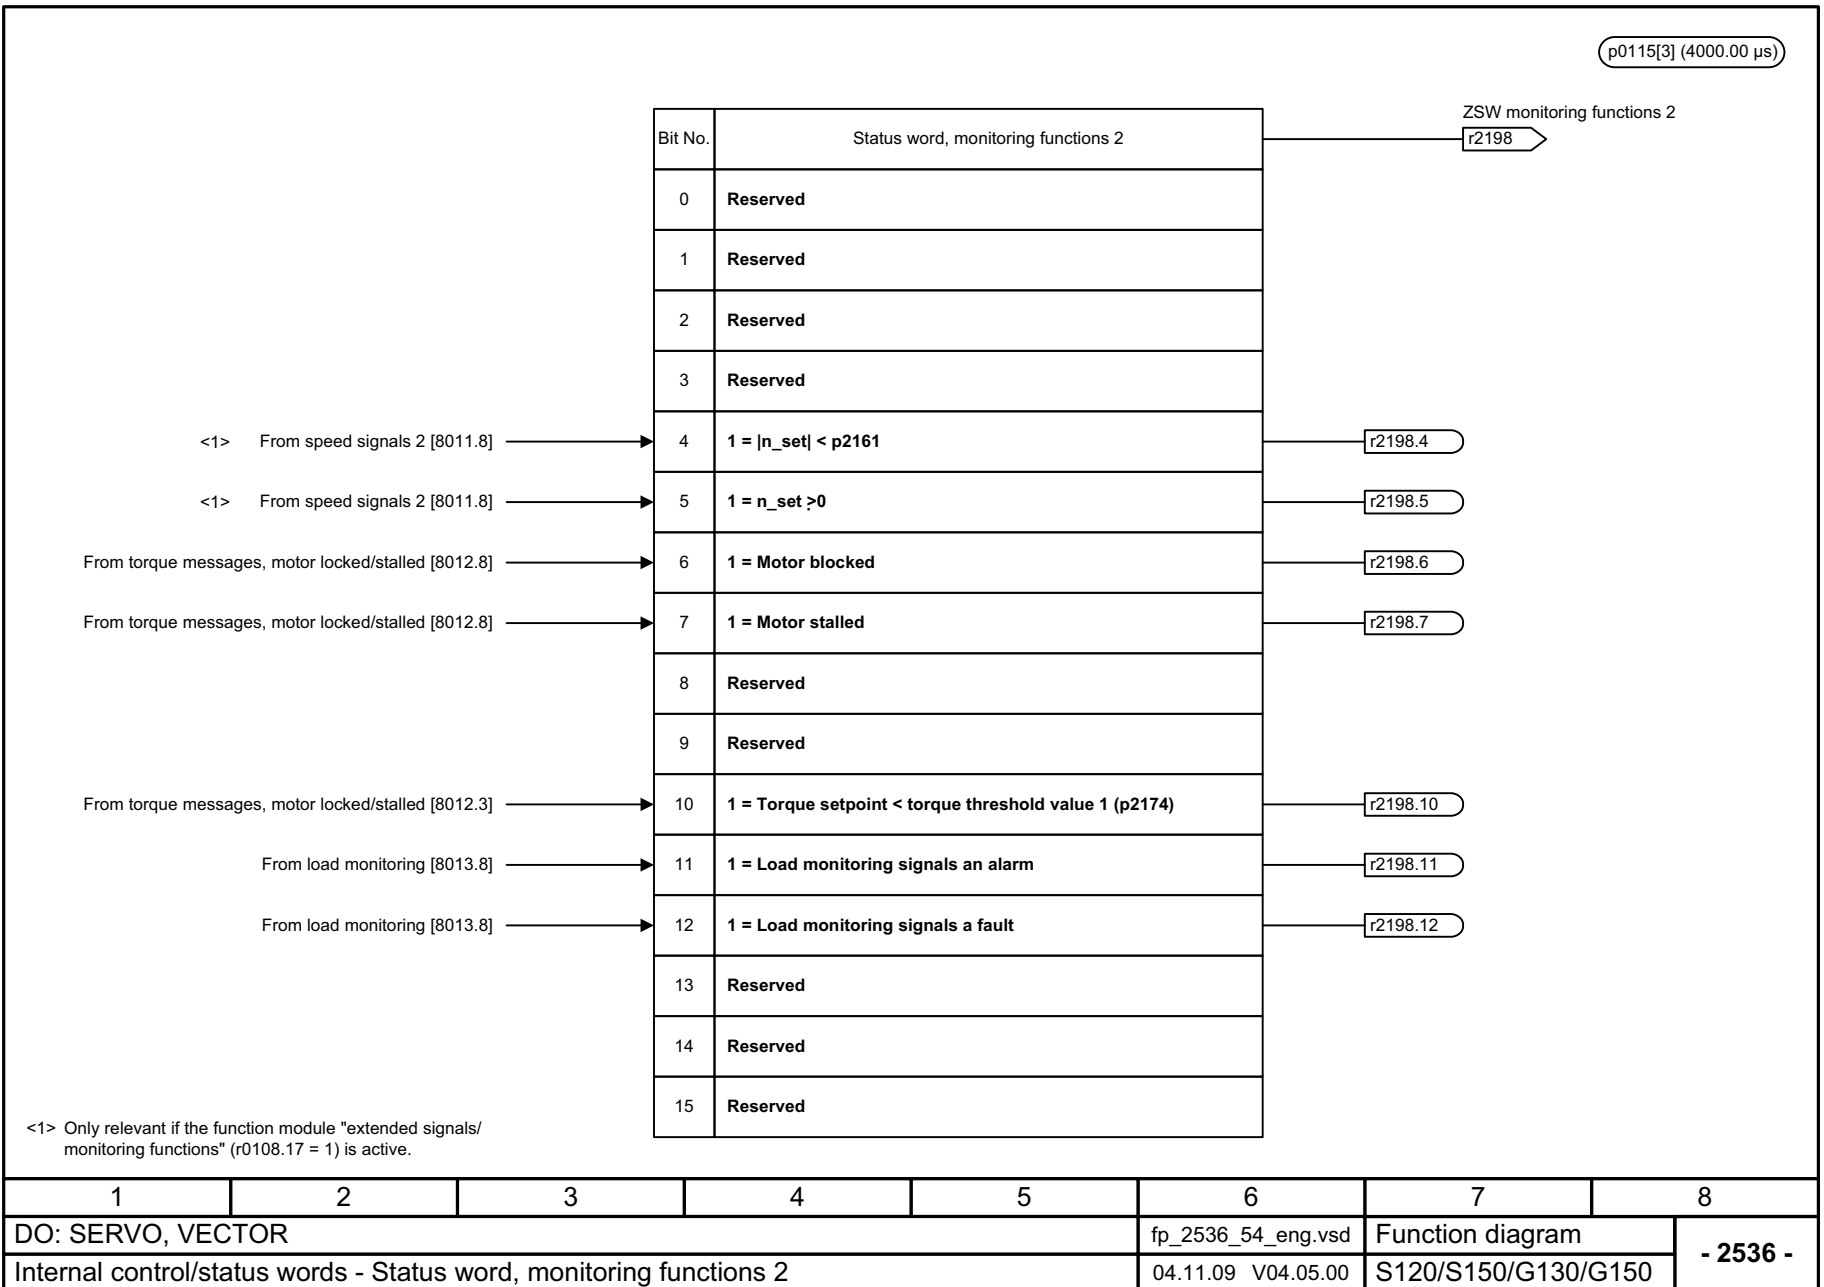 p0115[3] (4000.00 µs)
ZSW monitoring functions 2
Bit No. Status word, monitoring functions 2 r2198
0 Reserved
1 Reserved
2 Reserved
3 Reserved
<1> From speed signals 2 [8011.8] 4 1 = |n_set| < p2161 r2198.4
<1> From speed signals 2 [8011.8] 5 1 = n_set >0 r2198.5
From torque messages, motor locked/stalled [8012.8] 6 1 = Motor blocked r2198.6
From torque messages, motor locked/stalled [8012.8] 7 1 = Motor stalled r2198.7
8 Reserved
9 Reserved
From torque messages, motor locked/stalled [8012.3] 10 1 = Torque setpoint < torque threshold value 1 (p2174) r2198.10
From load monitoring [8013.8] 11 1 = Load monitoring signals an alarm r2198.11
From load monitoring [8013.8] 12 1 = Load monitoring signals a fault r2198.12
13 Reserved
14 Reserved
15 Reserved
<1> Only relevant if the function module "extended signals/
monitoring functions" (r0108.17 = 1) is active.
1 2 3 4 5 6 7 8
DO: SERVO, VECTOR fp_2536_54_eng.vsd Function diagram - 2536 -
Internal control/status words - Status word, monitoring functions 2 04.11.09 V04.05.00 S120/S150/G130/G150